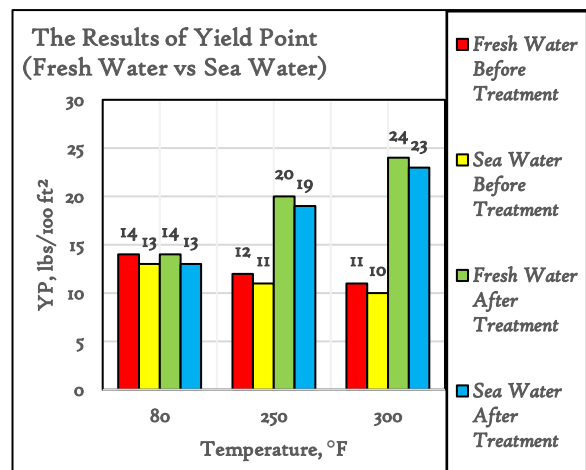 The Results of Yield Point
(Fresh Water vs Sea Water)
YP, lbs/100 ft²
30
25
20
15
10
5
0
14
13
14
13
12
11
20
19
11
10
24
23
80
250
300
Temperature, °F
Fresh Water
Before
Treatment
Sea Water
Before
Treatment
Fresh Water
After
Treatment
Sea Water
After
Treatment